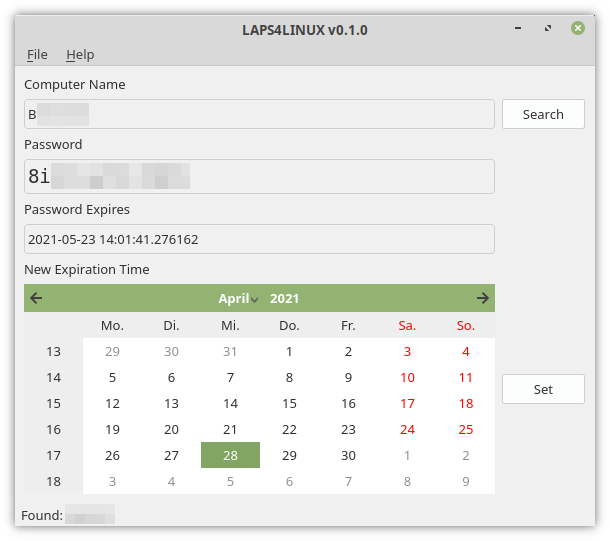 LAPS4LINUX v0.1.0
File Help
Computer Name
B
Search
Password
8i
Password Expires
2021-05-23 14:01:41.276162
New Expiration Time
April 2021
Mo. Di. Mi. Do. Fr. Sa. So.
13 29 30 31 1 2 3 4
14 5 6 7 8 9 10 11
15 12 13 14 15 16 17 18
Set
16 19 20 21 22 23 24 25
17 26 27 28 29 30 1 2
18 3 4 5 6 7 8 9
Found: